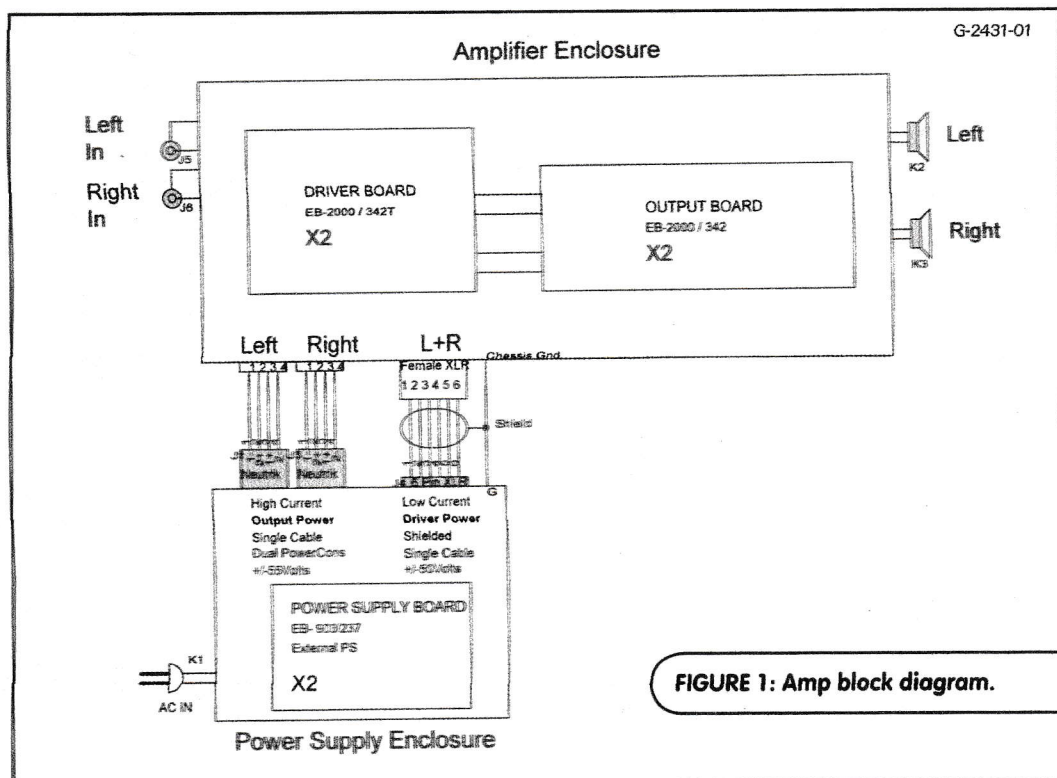 G-2431-01
Amplifier Enclosure
Left
In
J5
Right
In
J6
DRIVER BOARD
EB-2000 / 342T
X2
OUTPUT BOARD
EB-2000 / 342
X2
Left
K2
Right
K3
Left Right L+R
Chassis Gnd
1 2 3 4 1 2 3 4 Female XLR
1 2 3 4 5 6
Shield
Neutrik Neutrik
6 Pin XLR
G
High Current
Output Power
Single Cable
Dual PowerCons
+/-55Volts
Low Current
Driver Power
Shielded
Single Cable
+/-50Volts
POWER SUPPLY BOARD
EB- 903/237
External PS
X2
K1
AC IN
Power Supply Enclosure
FIGURE 1: Amp block diagram.